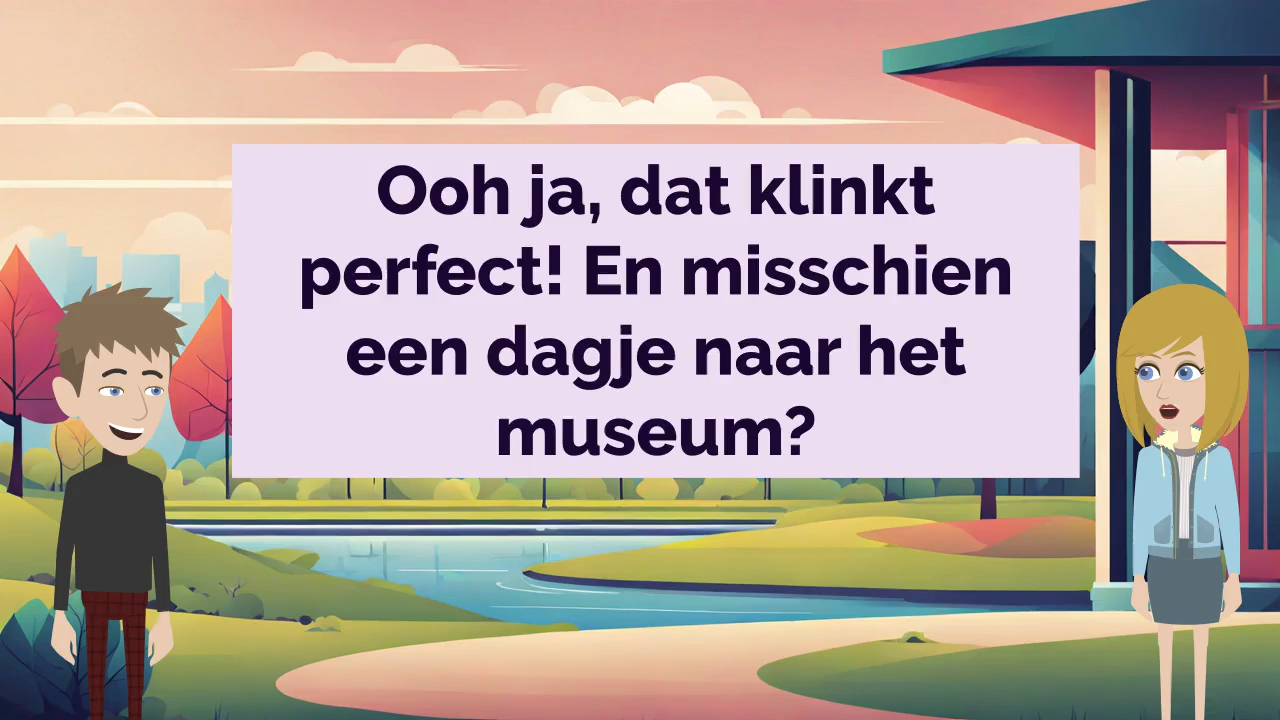 Ooh ja, dat klinkt
perfect! En misschien
een dagje naar het
museum?